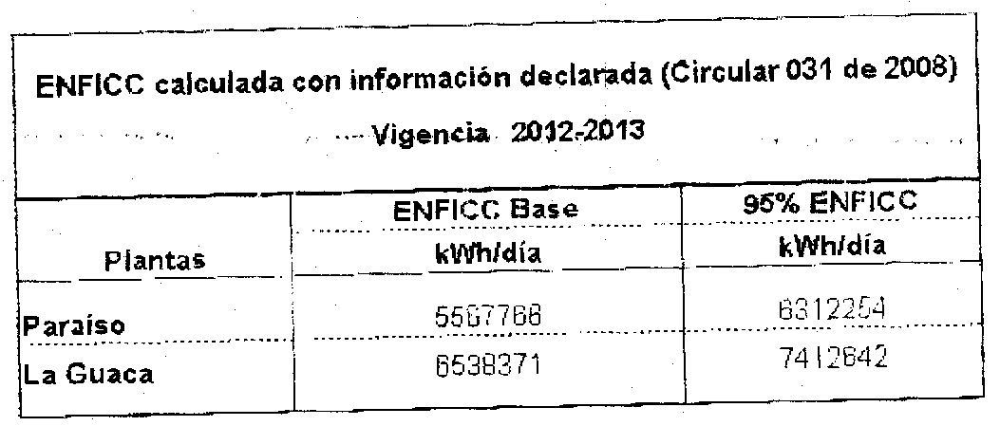 ENFICC calculada con información declarada (Circular 031 de 2008)
Vigencia 2012-2013
Plantas ENFICC Base kWh/día 95% ENFICC kWh/día
Paraíso 6312254
La Guaca 6538371 7412642